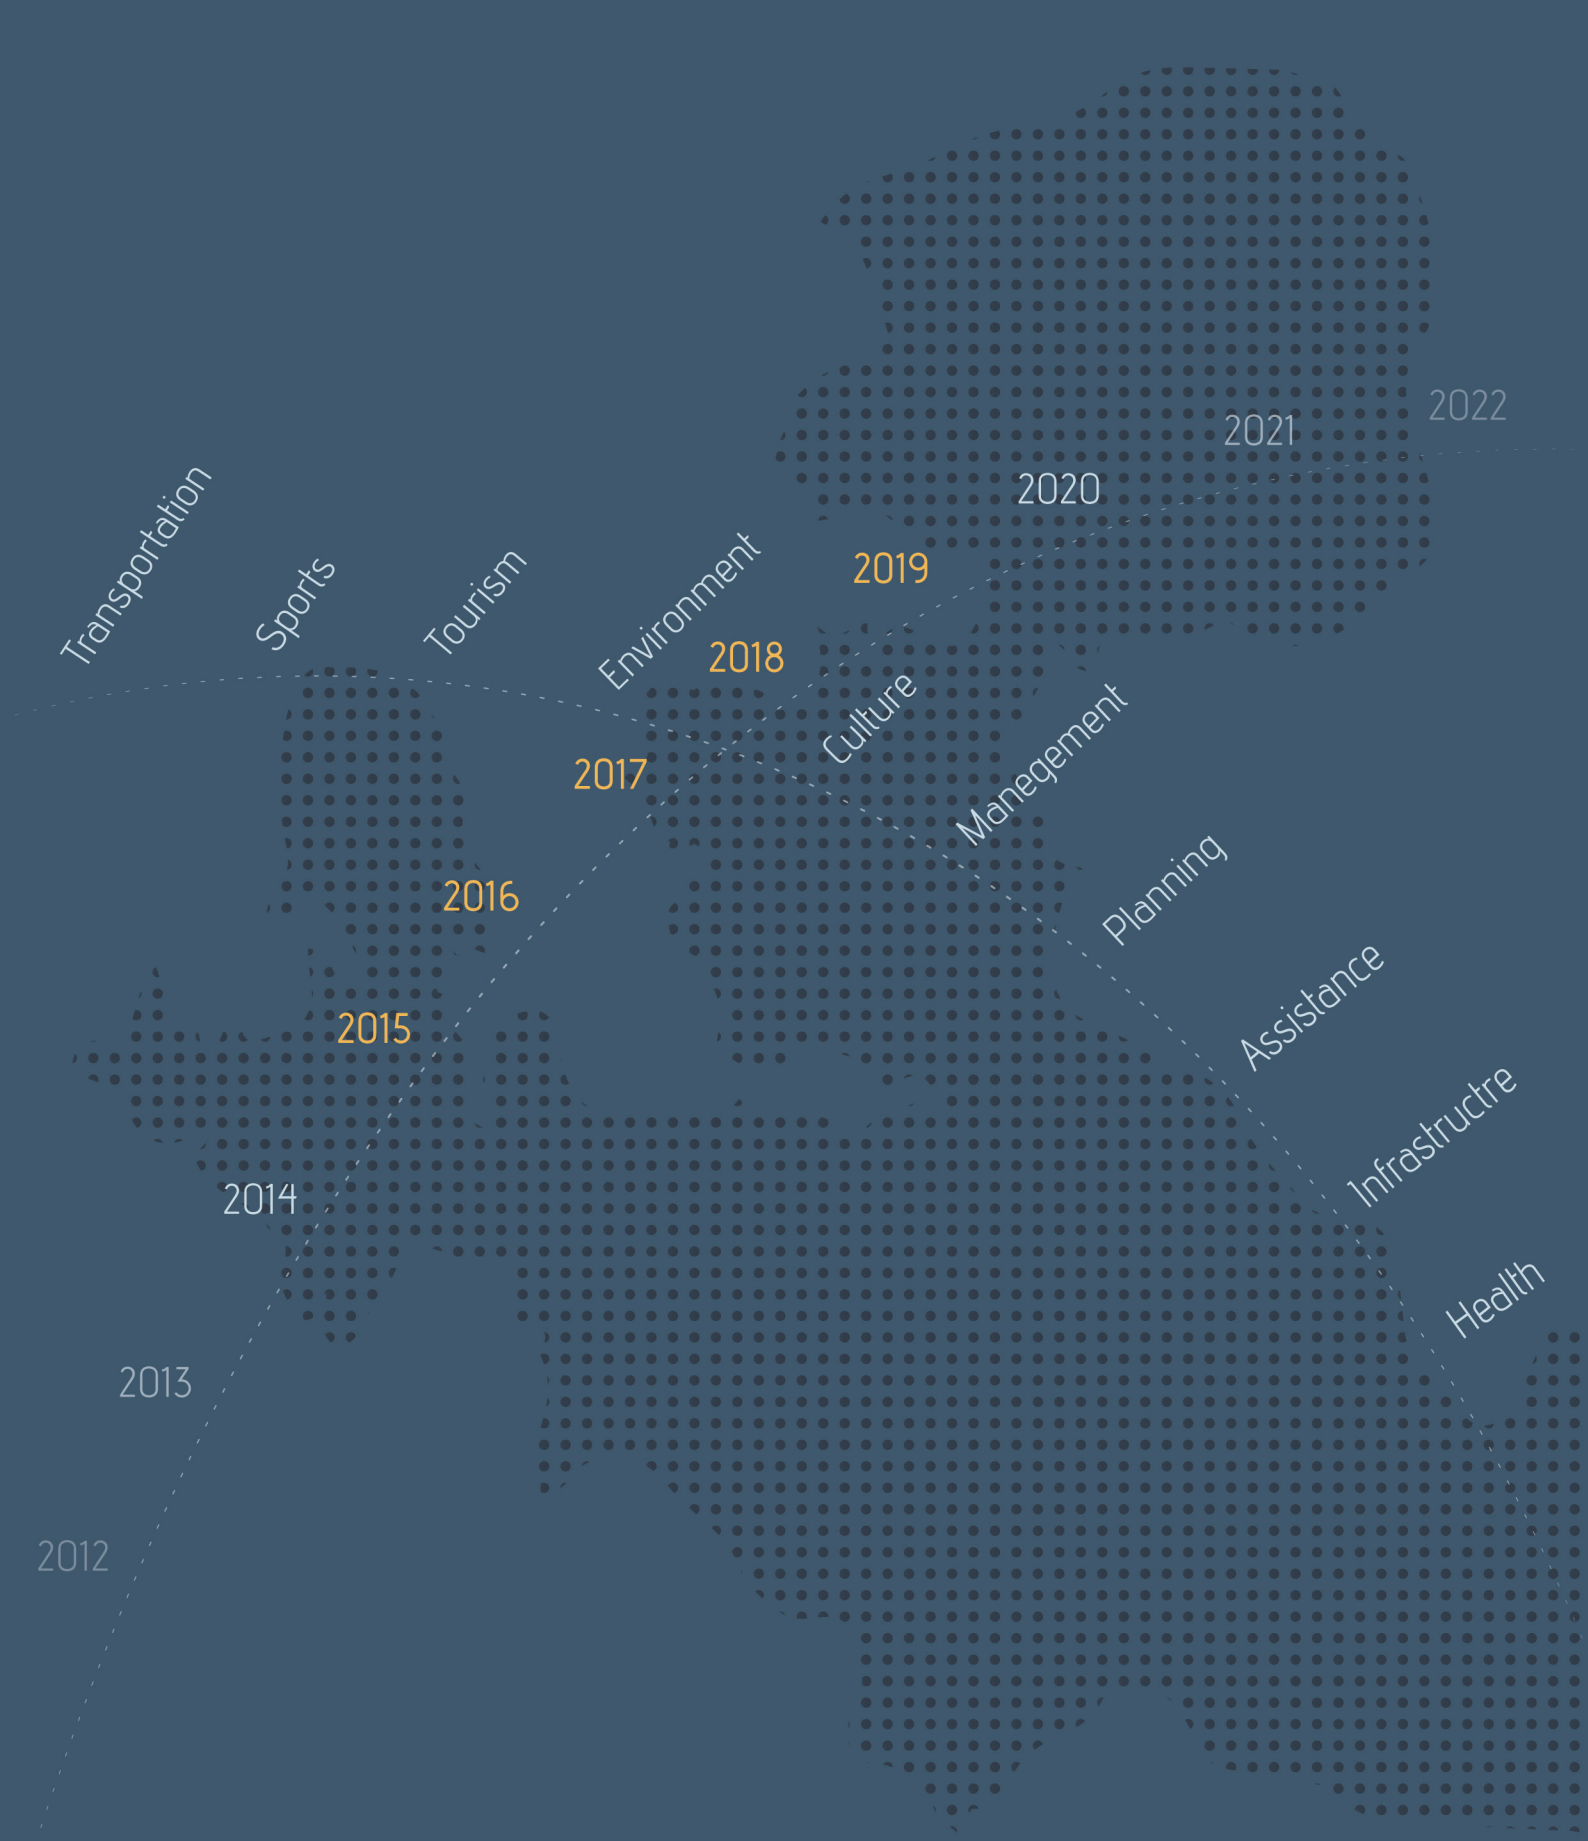 2022
2021
2020
2019
2018
2017
2016
2015
2014
2013
2012
Transportation
Sports
Tourism
Environment
Culture
Manegement
Planning
Assistance
Infrastructre
Health